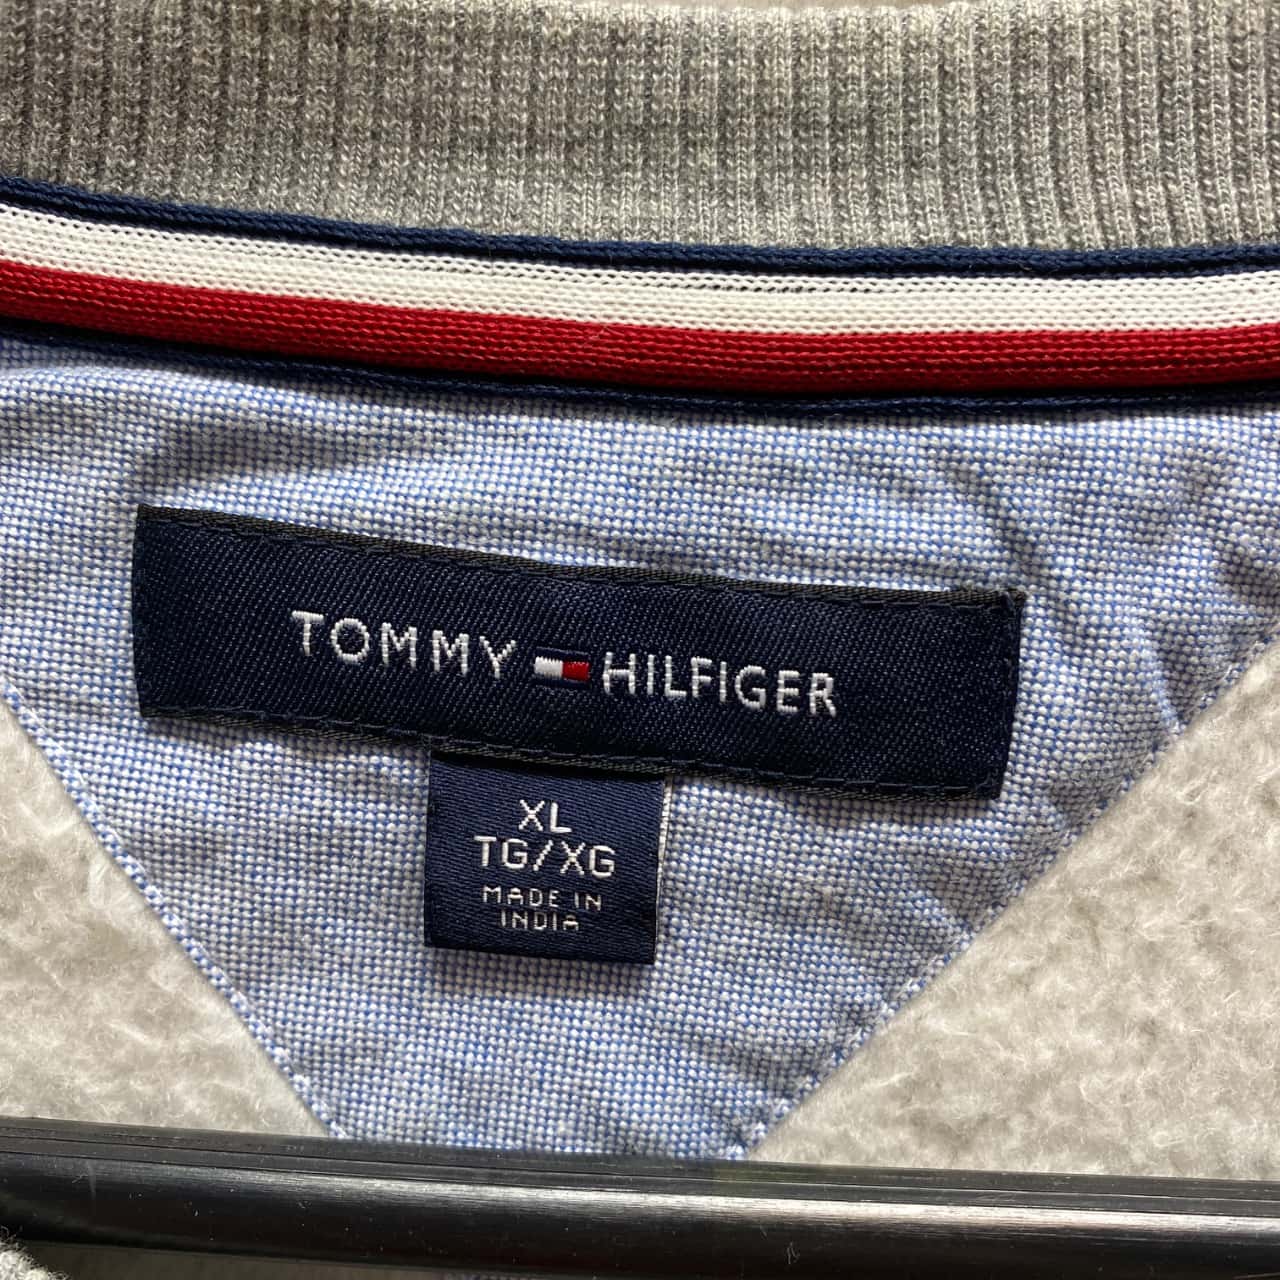 TOMMY HILFIGER
XL
TG/XG
MADE IN
INDIA